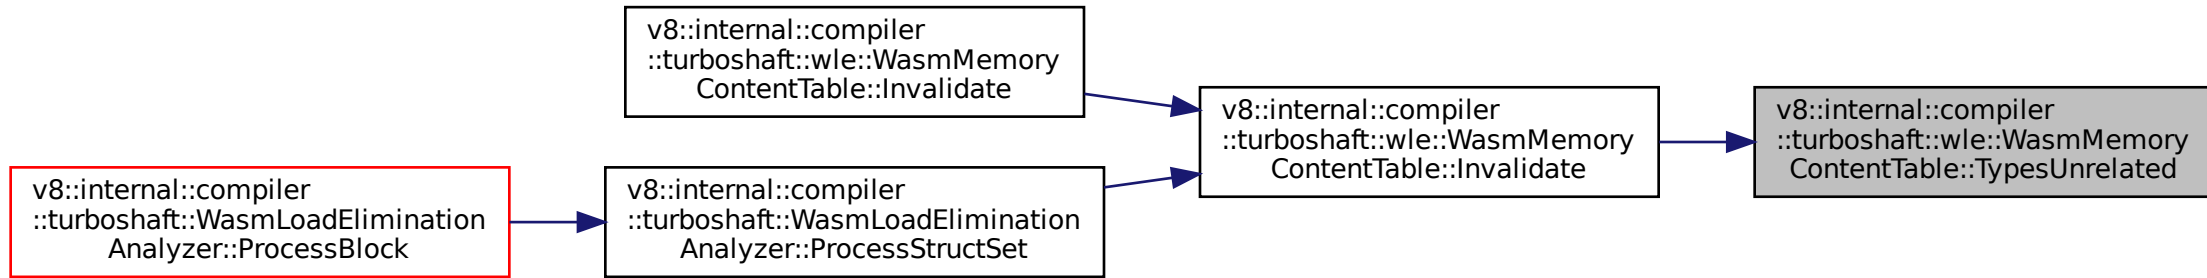 v8::internal::compiler
::turboshaft::wle::WasmMemory
ContentTable::Invalidate
v8::internal::compiler
::turboshaft::WasmLoadElimination
Analyzer::ProcessBlock
v8::internal::compiler
::turboshaft::WasmLoadElimination
Analyzer::ProcessStructSet
v8::internal::compiler
::turboshaft::wle::WasmMemory
ContentTable::Invalidate
v8::internal::compiler
::turboshaft::wle::WasmMemory
ContentTable::TypesUnrelated